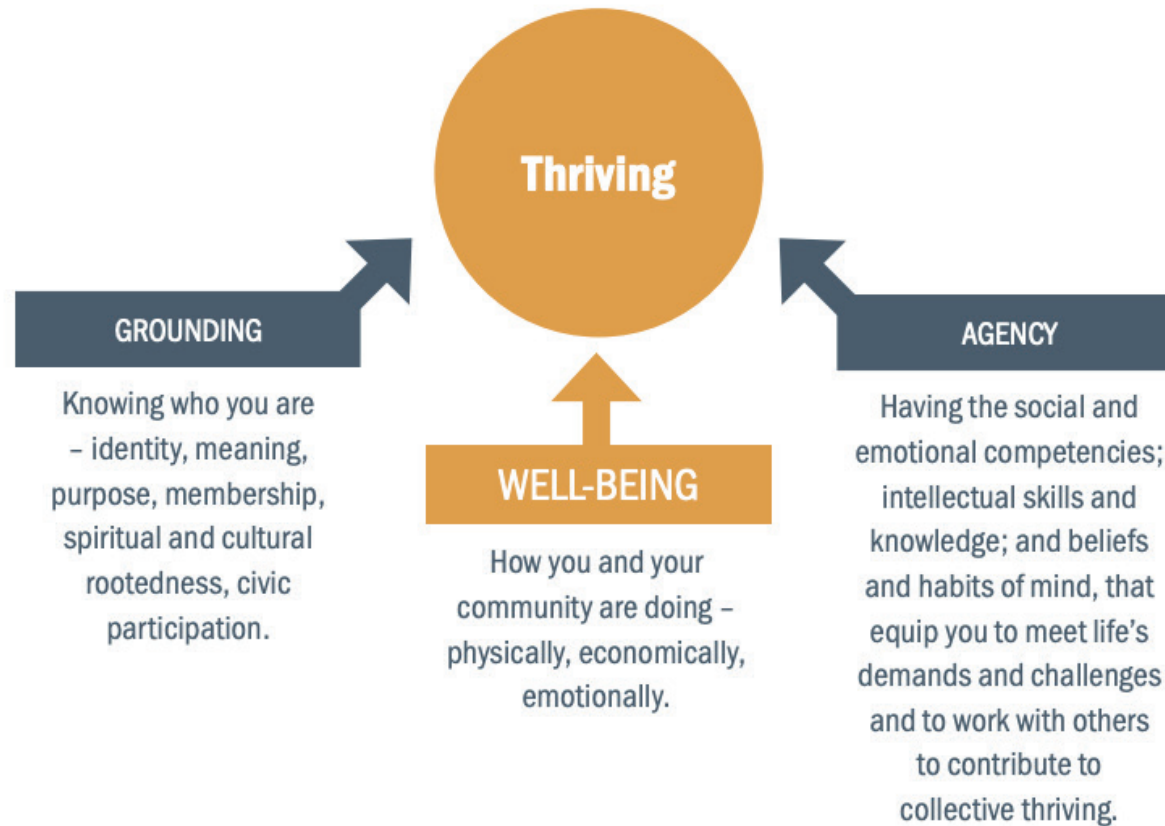 Thriving
GROUNDING
Knowing who you are
– identity, meaning,
purpose, membership,
spiritual and cultural
rootedness, civic
participation.
WELL-BEING
How you and your
community are doing –
physically, economically,
emotionally.
AGENCY
Having the social and
emotional competencies;
intellectual skills and
knowledge; and beliefs
and habits of mind, that
equip you to meet life’s
demands and challenges
and to work with others
to contribute to
collective thriving.